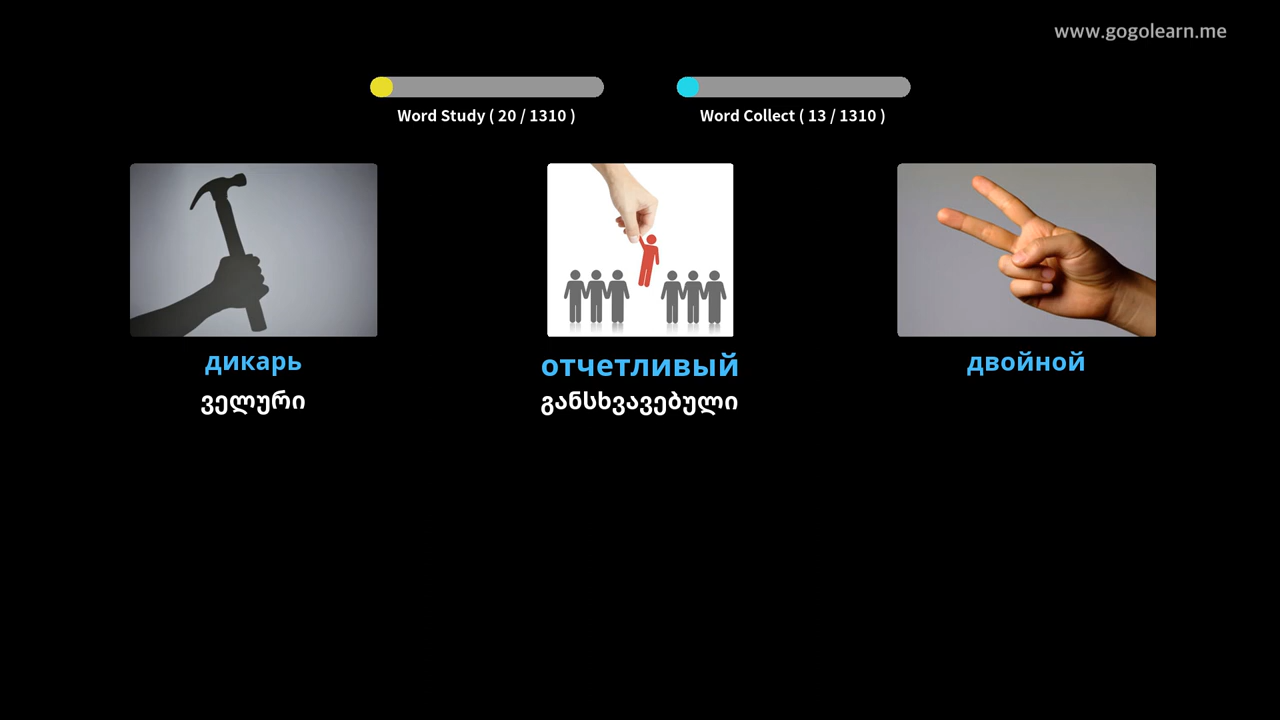 www.gogolearn.me
Word Study ( 20 / 1310 )
Word Collect ( 13 / 1310 )
дикарь
ველური
отчетливый
განსხვავებული
двойной